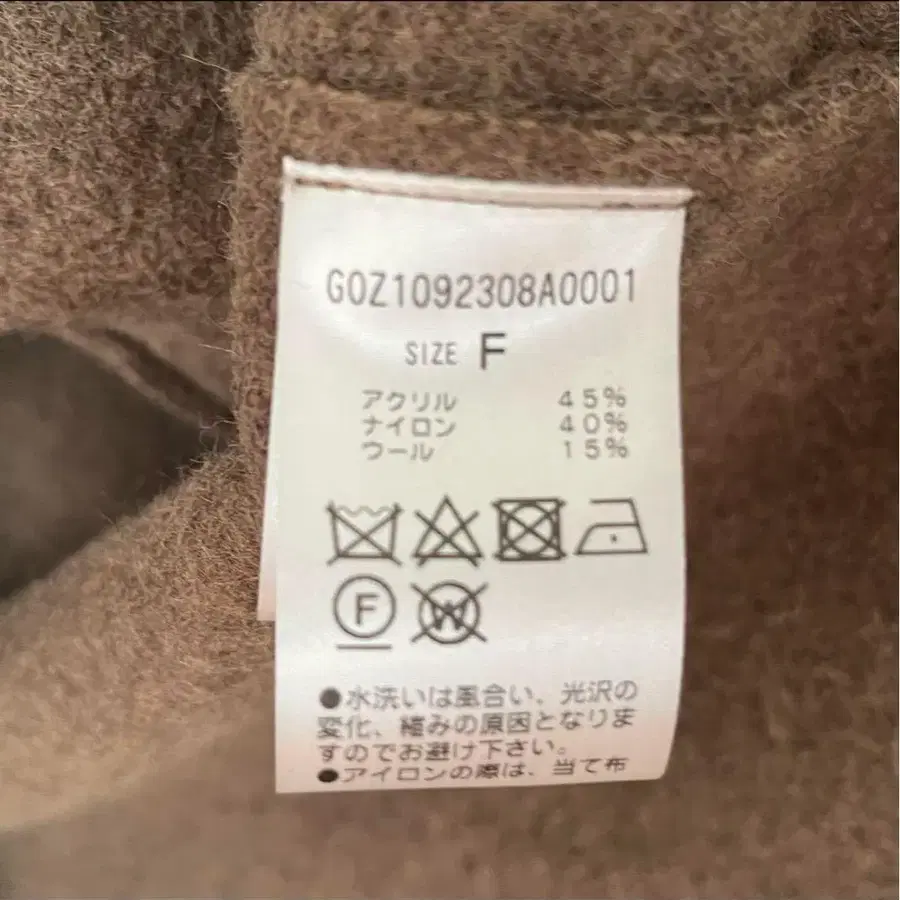 G0Z1092308A0001
SIZE F
アクリル 45%
ナイロン 40%
ウール 15%
F W
●水洗いは風合い、光沢の
変化、縮みの原因となりま
すのでお避け下さい。
●アイロンの際は、当て布